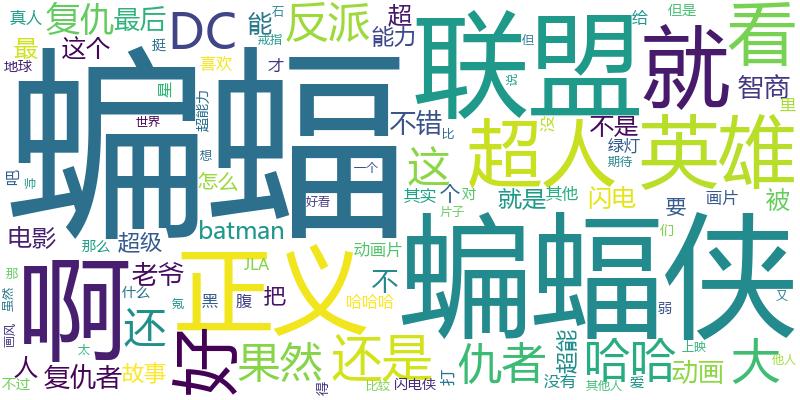 真人
复仇
最后
DC
能
石
反派
超
联盟
就
但是
看
最
这个
挺
戒指
能力
但
给
地球
喜欢
才
智商
里
星
超能力
蝙蝠
不错
比
超人
不是
英雄
世界
想
绿灯
期待
吧
帅
怎么
一个
这
好看
其实
个
对
就是
其他
闪电
要
画片
被
片子
电影
那么
超级
batman
蝙蝠侠
们
那
啊
老爷
正义
JLA
动画片
不
虽然
什么
氪
黑
腹
把
哈哈哈
弱
又
画风
太
还
好
果然
还是
仇者
超能
哈哈
上映
动画
大
他人
人
复仇者
故事
不过
得
比较
闪电侠
打
没有
其他人
爱